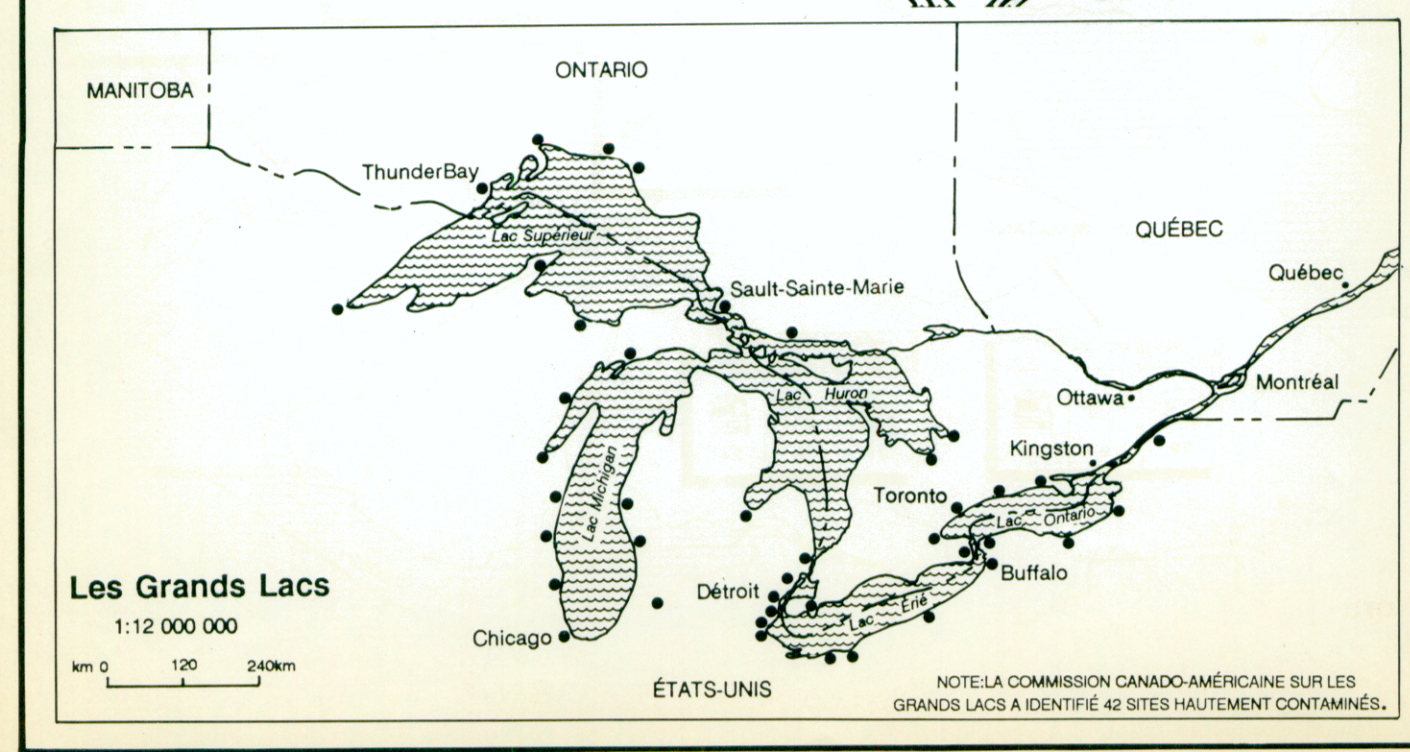 ONTARIO
MANITOBA
ThunderBay
QUÉBEC
Lac Supérieur
Québec
Sault-Sainte-Marie
Montréal
Lac Huron
Ottawa
Kingston
Lac Michigan
Toronto
Lac Ontario
Buffalo
Détroit
Lac Érié
Les Grands Lacs
1:12 000 000
Chicago
km 0 120 240km
ÉTATS-UNIS
NOTE:LA COMMISSION CANADO-AMÉRICAINE SUR LES
GRANDS LACS A IDENTIFIÉ 42 SITES HAUTEMENT CONTAMINÉS.